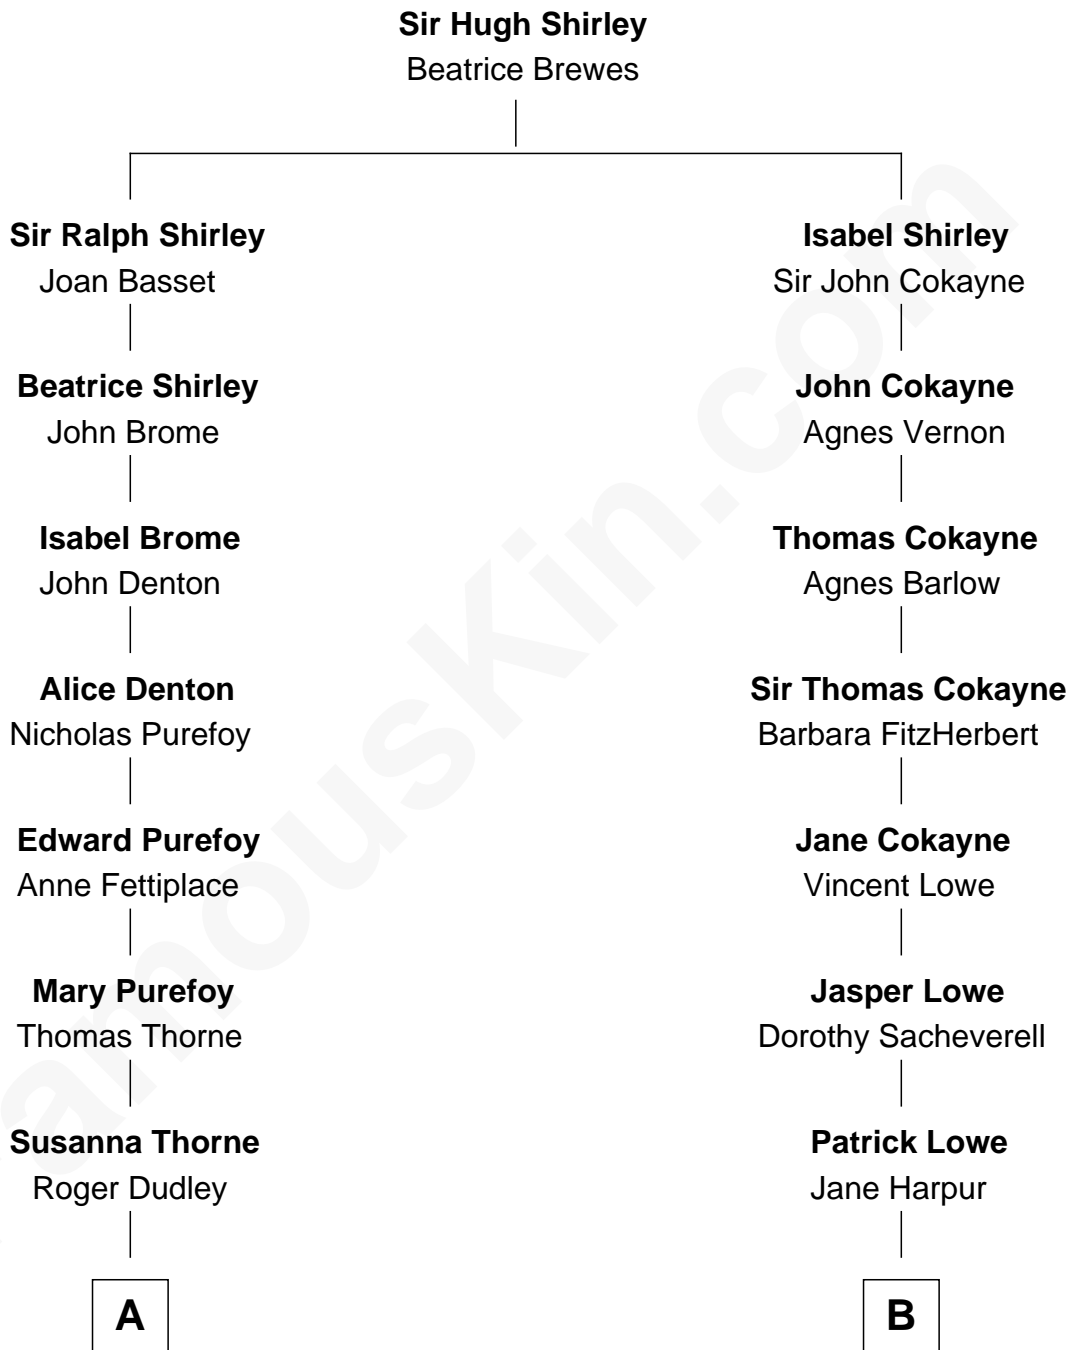 Sir Hugh Shirley
Beatrice Brewes
Sir Ralph Shirley
Joan Basset
Isabel Shirley
Sir John Cokayne
Beatrice Shirley
John Brome
John Cokayne
Agnes Vernon
Isabel Brome
John Denton
Thomas Cokayne
Agnes Barlow
Alice Denton
Nicholas Purefoy
Sir Thomas Cokayne
Barbara FitzHerbert
Edward Purefoy
Anne Fettiplace
Jane Cokayne
Vincent Lowe
Mary Purefoy
Thomas Thorne
Jasper Lowe
Dorothy Sacheverell
Susanna Thorne
Roger Dudley
Patrick Lowe
Jane Harpur
A
B
amouskin.com